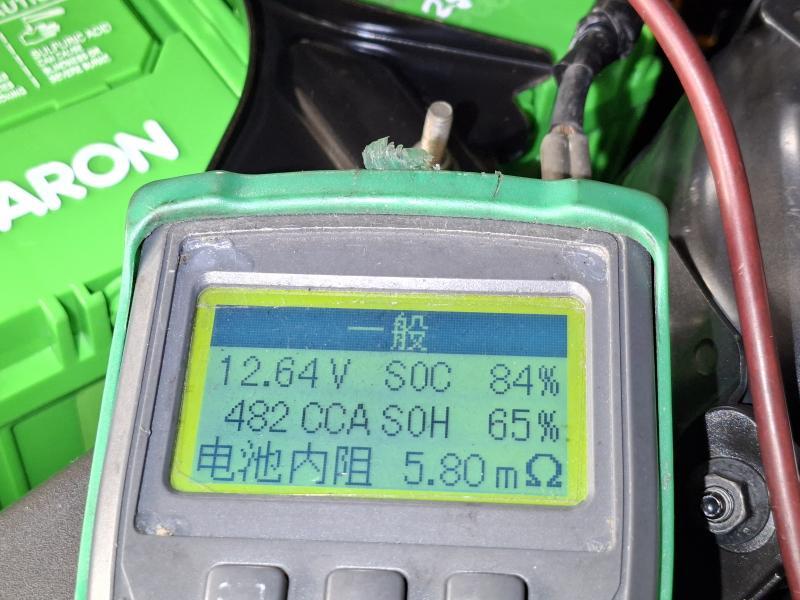 SULFURIC ACID
ARON
一般
12.64V SOC 84%
482 CCA SOH 65%
电池内阻 5.80mΩ